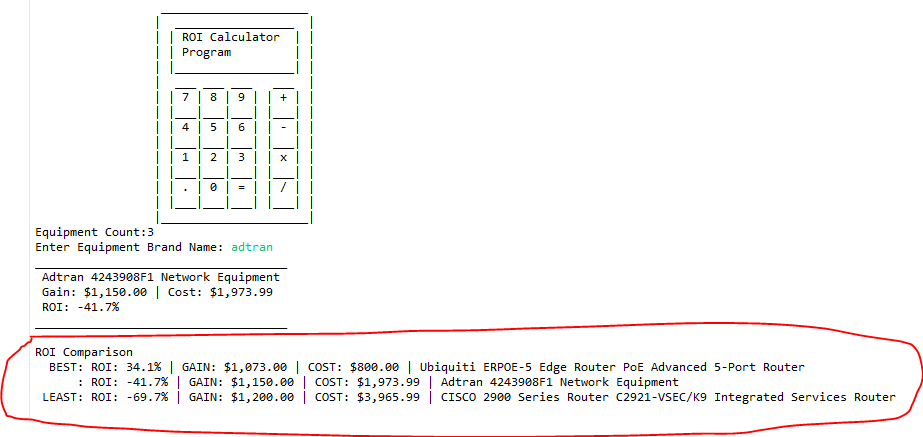 ROI Calculator
Program
7 8 9 +
4 5 6 -
1 2 3 x
. 0 = /
Equipment Count:3
Enter Equipment Brand Name: adtran
Adtran 4243908F1 Network Equipment
Gain: $1,150.00 | Cost: $1,973.99
ROI: -41.7%
ROI Comparison
BEST: ROI: 34.1% | GAIN: $1,073.00 | COST: $800.00 | Ubiquiti ERPOE-5 Edge Router PoE Advanced 5-Port Router
: ROI: -41.7% | GAIN: $1,150.00 | COST: $1,973.99 | Adtran 4243908F1 Network Equipment
LEAST: ROI: -69.7% | GAIN: $1,200.00 | COST: $3,965.99 | CISCO 2900 Series Router C2921-VSEC/K9 Integrated Services Router